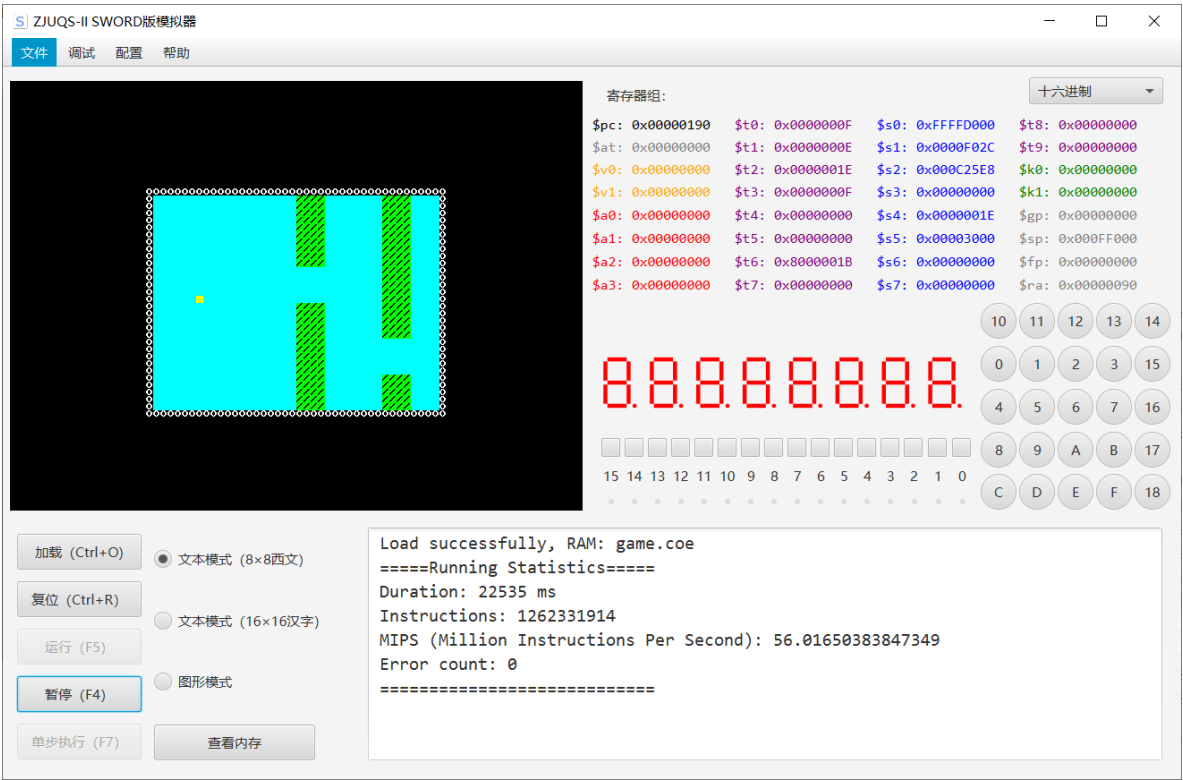 ZJUQS-II SWORD版模拟器
文件 调试 配置 帮助
寄存器组:
十六进制
$pc: 0x00000190 $t0: 0x0000000F $s0: 0xFFFFD000 $t8: 0x00000000
$at: 0x00000000 $t1: 0x0000000E $s1: 0x0000F02C $t9: 0x00000000
$v0: 0x00000000 $t2: 0x0000001E $s2: 0x000C25E8 $k0: 0x00000000
$v1: 0x00000000 $t3: 0x0000000F $s3: 0x00000000 $k1: 0x00000000
$a0: 0x00000000 $t4: 0x00000000 $s4: 0x0000001E $gp: 0x00000000
$a1: 0x00000000 $t5: 0x00000000 $s5: 0x00003000 $sp: 0x000FF000
$a2: 0x00000000 $t6: 0x8000001B $s6: 0x00000000 $fp: 0x00000000
$a3: 0x00000000 $t7: 0x00000000 $s7: 0x00000000 $ra: 0x00000090
10 11 12 13 14
0 1 2 3 15
8.8.8.8.8.8.8.8.
4 5 6 7 16
8 9 A B 17
15 14 13 12 11 10 9 8 7 6 5 4 3 2 1 0
C D E F 18
加载 (Ctrl+O)
复位 (Ctrl+R)
运行 (F5)
暂停 (F4)
单步执行 (F7)
文本模式 (8×8西文)
文本模式 (16×16汉字)
图形模式
查看内存
Load successfully, RAM: game.coe
=====Running Statistics=====
Duration: 22535 ms
Instructions: 1262331914
MIPS (Million Instructions Per Second): 56.01650383847349
Error count: 0
============================